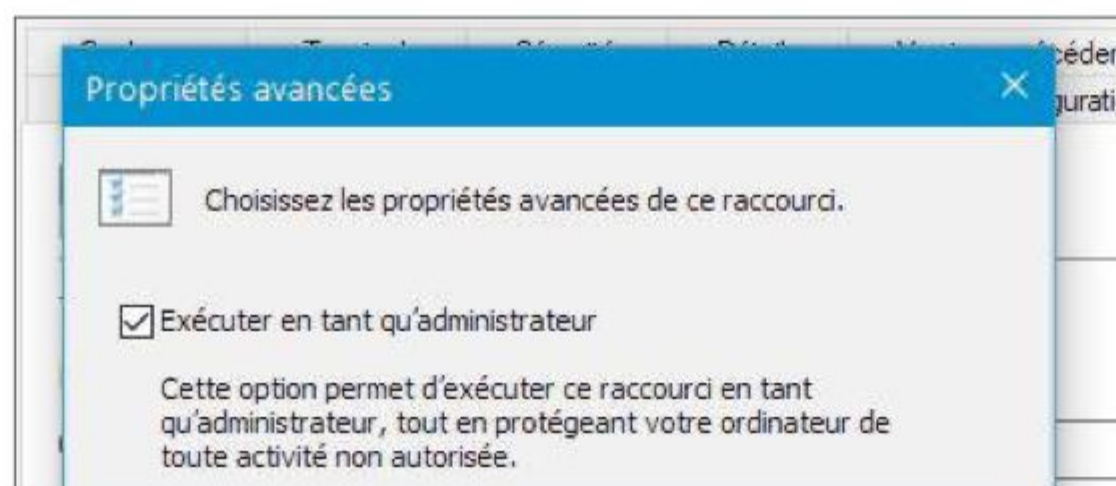 Propriétés avancées
Choisissez les propriétés avancées de ce raccourci.
Exécuter en tant qu'administrateur
Cette option permet d'exécuter ce raccourci en tant
qu'administrateur, tout en protégeant votre ordinateur de
toute activité non autorisée.